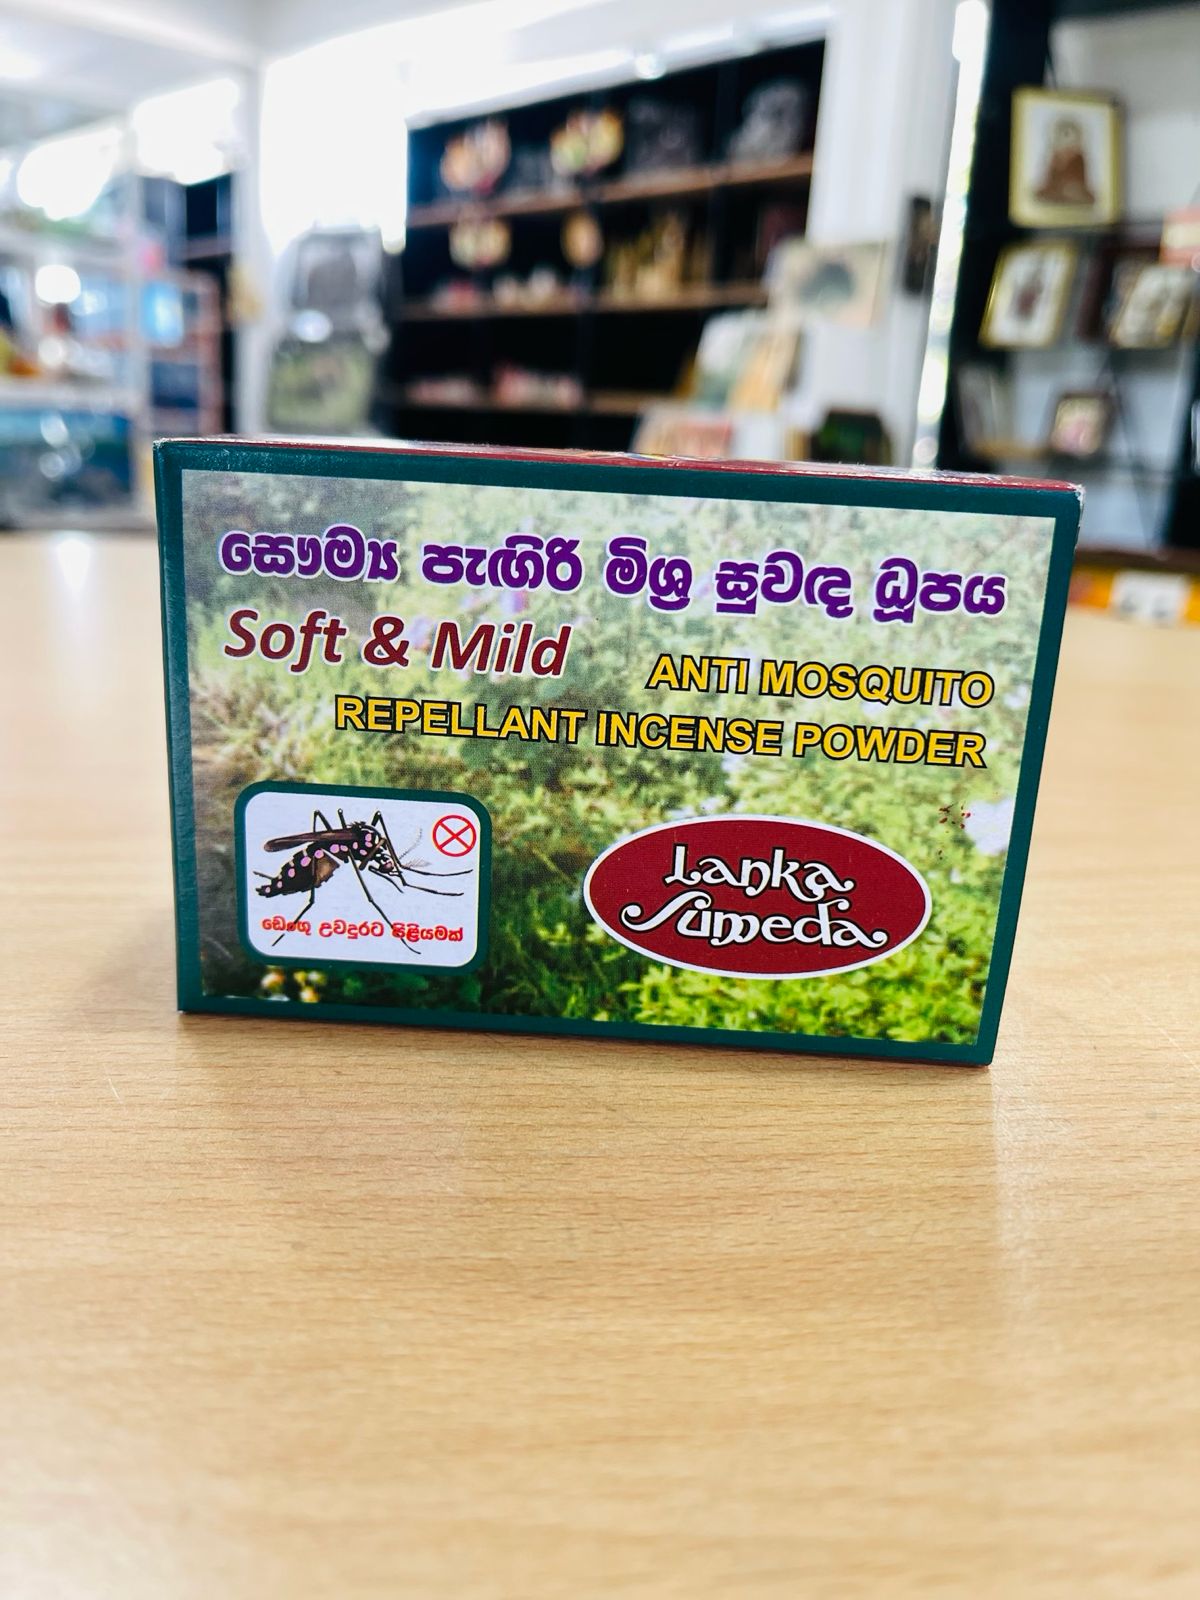 සෞම්‍ය පැඟිරි මිශ්‍ර සුවඳ ධූපය
Soft & Mild
ANTI MOSQUITO
REPELLANT INCENSE POWDER
ඩෙංගු උවදුරට පිළියමක්
Lanka
Sumeda